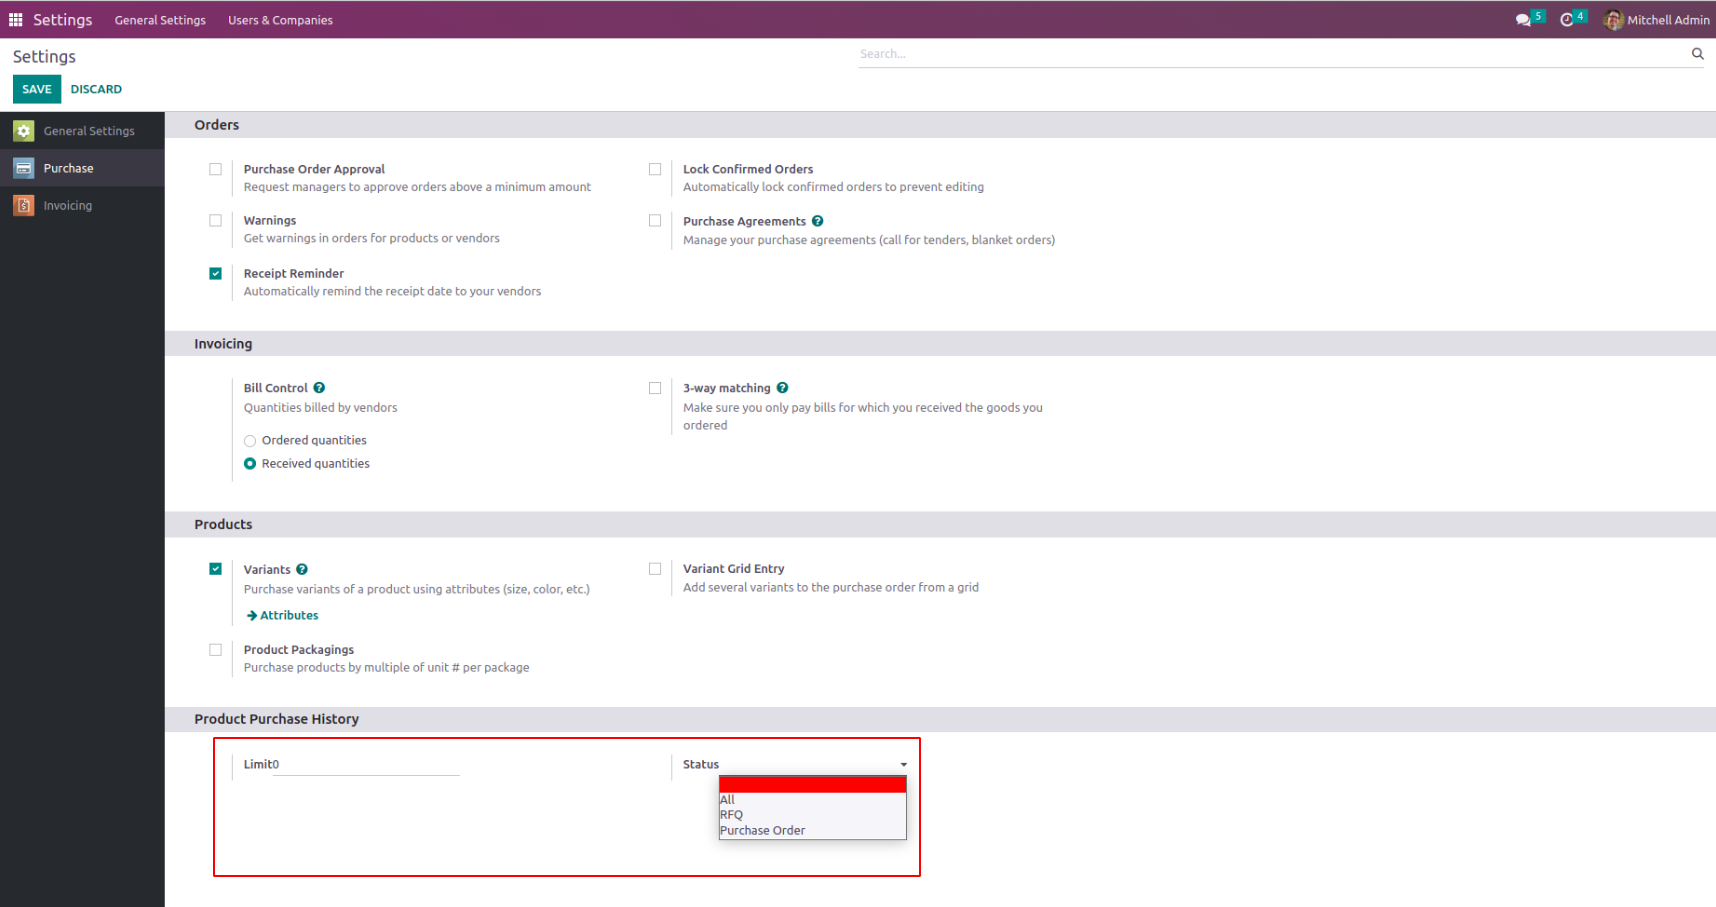 Settings General Settings Users & Companies 5 4 Mitchell Admin
Settings Search...
SAVE DISCARD
General Settings
Purchase
Invoicing
Orders
Purchase Order Approval
Request managers to approve orders above a minimum amount
Lock Confirmed Orders
Automatically lock confirmed orders to prevent editing
Warnings
Get warnings in orders for products or vendors
Purchase Agreements ?
Manage your purchase agreements (call for tenders, blanket orders)
Receipt Reminder
Automatically remind the receipt date to your vendors
Invoicing
Bill Control ?
Quantities billed by vendors
Ordered quantities
Received quantities
3-way matching ?
Make sure you only pay bills for which you received the goods you
ordered
Products
Variants ?
Purchase variants of a product using attributes (size, color, etc.)
Attributes
Variant Grid Entry
Add several variants to the purchase order from a grid
Product Packagings
Purchase products by multiple of unit # per package
Product Purchase History
Limit0
Status
All
RFQ
Purchase Order